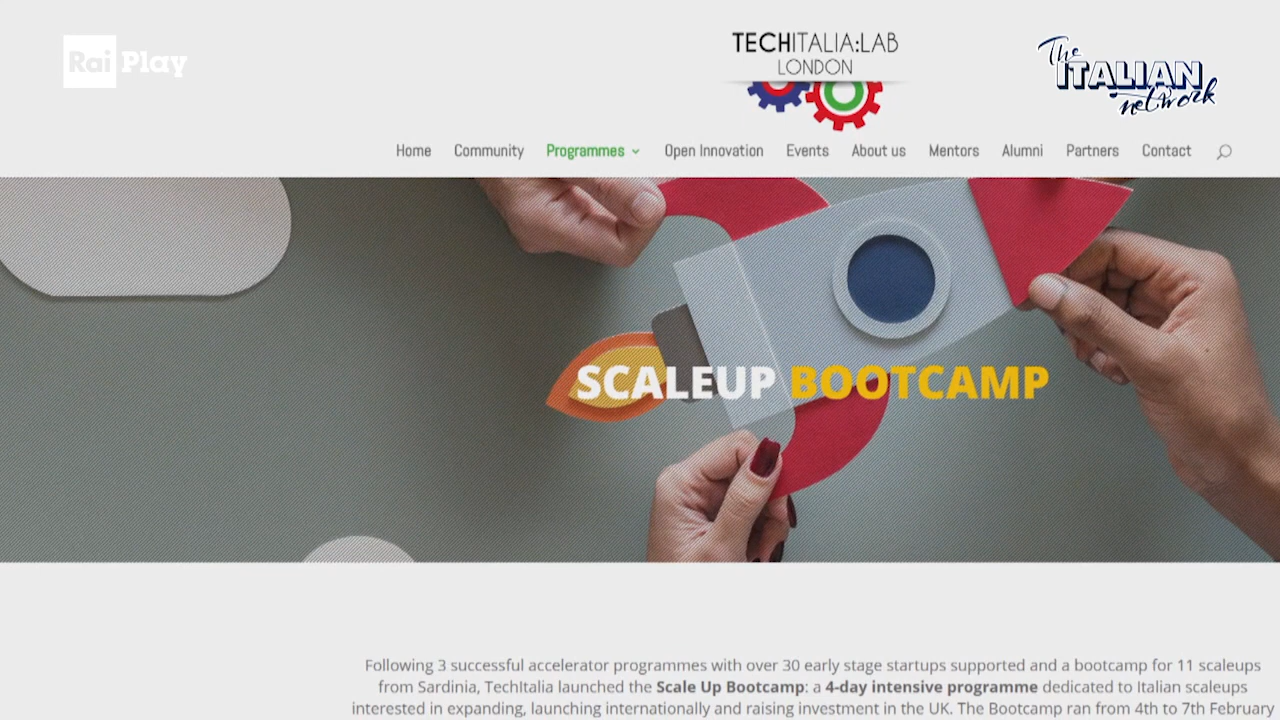 Rai Play
TECHITALIA:LAB
LONDON
The
ITALIAN
network
Home Community Programmes Open Innovation Events About us Mentors Alumni Partners Contact
SCALEUP BOOTCAMP
Following 3 successful accelerator programmes with over 30 early stage startups supported and a bootcamp for 11 scaleups
from Sardinia, TechItalia launched the Scale Up Bootcamp: a 4-day intensive programme dedicated to Italian scaleups
interested in expanding, launching internationally and raising investment in the UK. The Bootcamp ran from 4th to 7th February